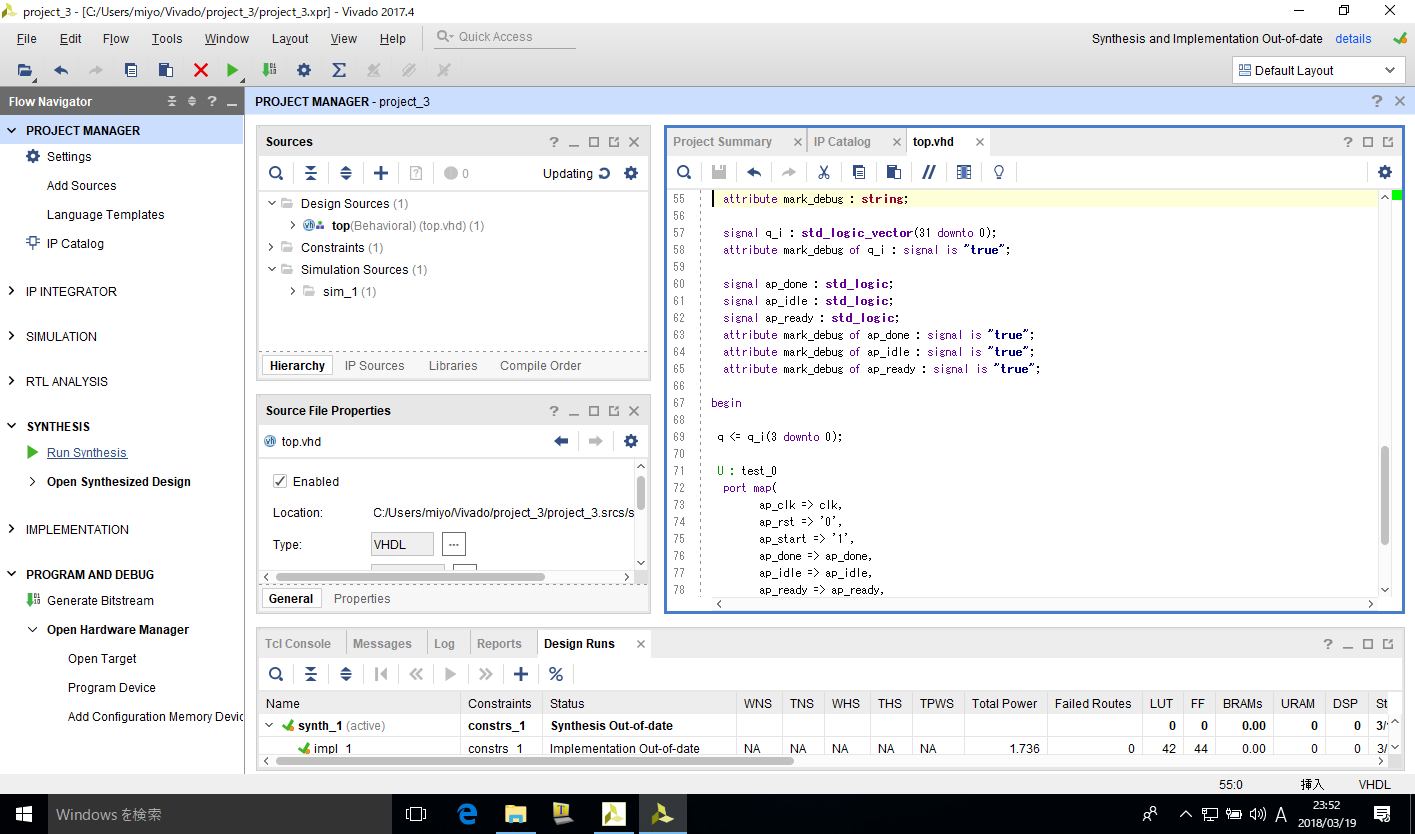 project_3 - [C:/Users/miyo/Vivado/project_3/project_3.xpr] - Vivado 2017.4
File Edit Flow Tools Window Layout View Help Quick Access
Synthesis and Implementation Out-of-date details
Default Layout
Flow Navigator
PROJECT MANAGER - project_3
PROJECT MANAGER
Settings
Add Sources
Language Templates
IP Catalog
IP INTEGRATOR
SIMULATION
RTL ANALYSIS
SYNTHESIS
Run Synthesis
Open Synthesized Design
IMPLEMENTATION
PROGRAM AND DEBUG
Generate Bitstream
Open Hardware Manager
Open Target
Program Device
Add Configuration Memory Devic
Sources
0 Updating
Design Sources (1)
top(Behavioral) (top.vhd) (1)
Constraints (1)
Simulation Sources (1)
sim_1 (1)
Hierarchy IP Sources Libraries Compile Order
Source File Properties
top.vhd
Enabled
Location: C:/Users/miyo/Vivado/project_3/project_3.srcs/s
Type: VHDL ...
General Properties
Project Summary IP Catalog top.vhd
55 attribute mark_debug : string;
56
57 signal q_i : std_logic_vector(31 downto 0);
58 attribute mark_debug of q_i : signal is "true";
59
60 signal ap_done : std_logic;
61 signal ap_idle : std_logic;
62 signal ap_ready : std_logic;
63 attribute mark_debug of ap_done : signal is "true";
64 attribute mark_debug of ap_idle : signal is "true";
65 attribute mark_debug of ap_ready : signal is "true";
66
67 begin
68
69 q <= q_i(3 downto 0);
70
71 U : test_0
72 port map(
73 ap_clk => clk,
74 ap_rst => '0',
75 ap_start => '1',
76 ap_done => ap_done,
77 ap_idle => ap_idle,
78 ap_ready => ap_ready,
Tcl Console Messages Log Reports Design Runs
Name Constraints Status WNS TNS WHS THS TPWS Total Power Failed Routes LUT FF BRAMs URAM DSP St
synth_1 (active) constrs_1 Synthesis Out-of-date 0 0 0.00 0 0 3/
impl_1 constrs_1 Implementation Out-of-date NA NA NA NA NA 1.736 0 42 44 0.00 0 0 3/
55:0 挿入 VHDL
Windows を検索
A 23:52
2018/03/19